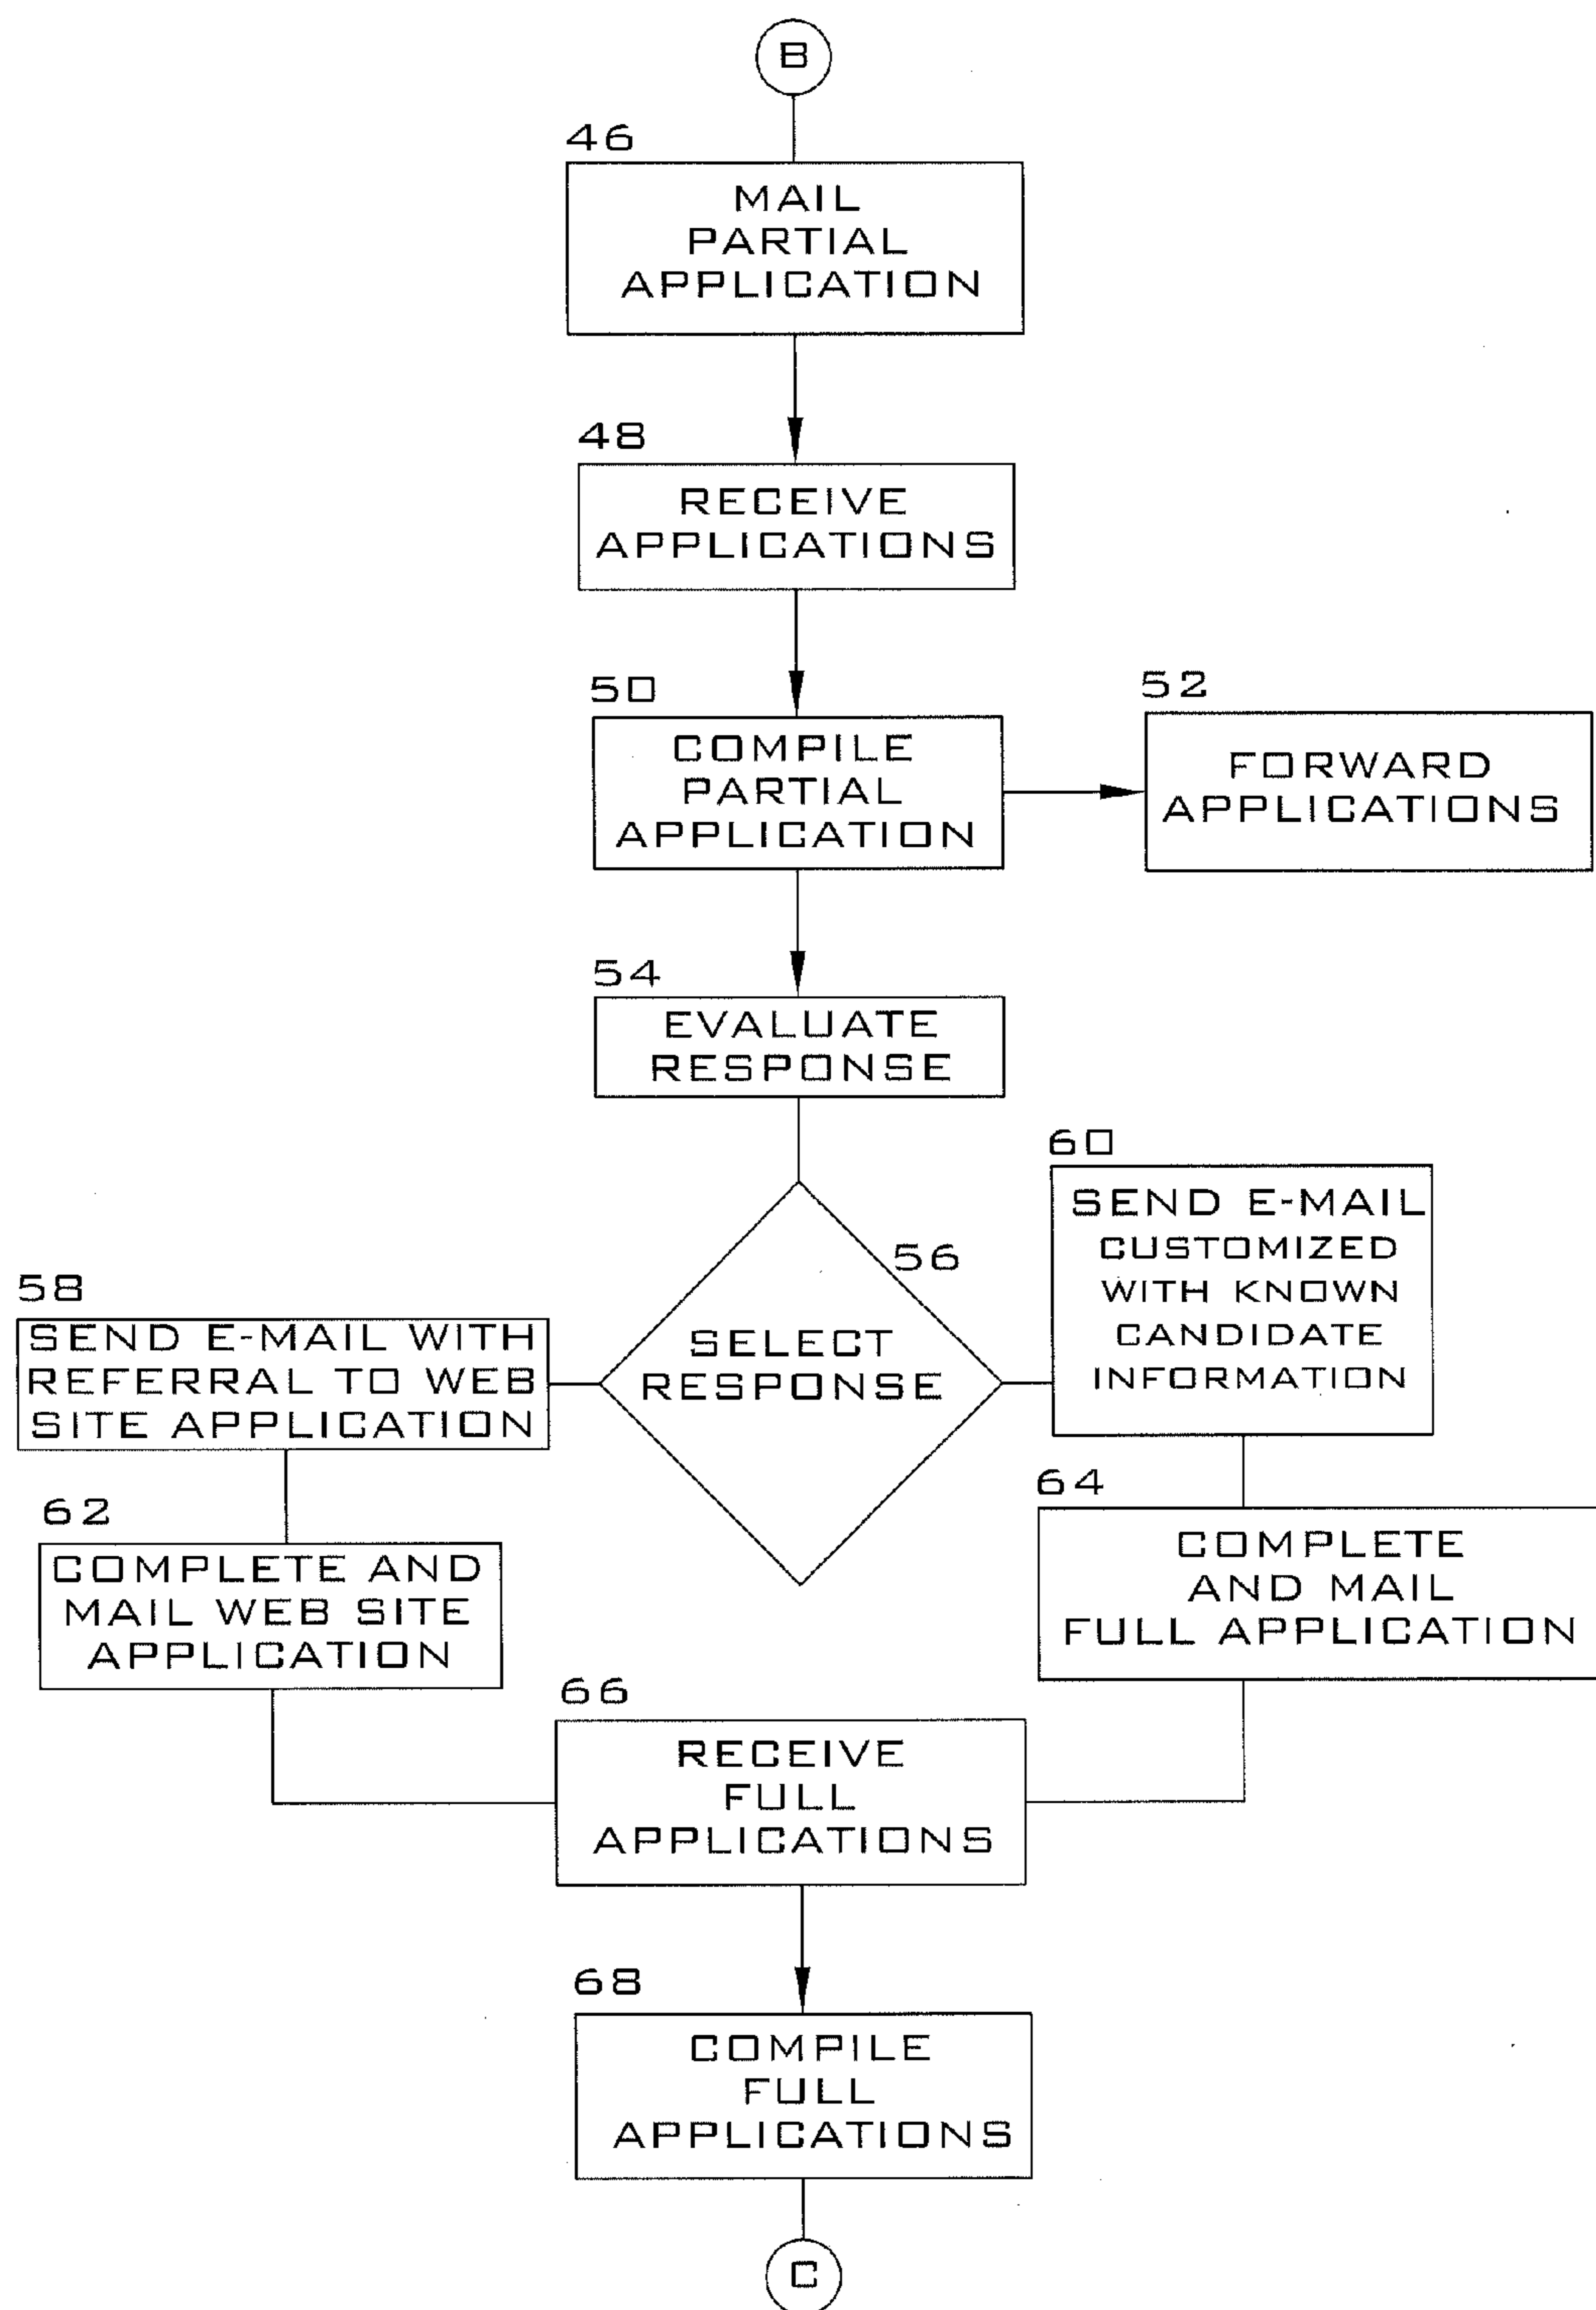 B
46
MAIL
PARTIAL
APPLICATION
48
RECEIVE
APPLICATIONS
50
COMPILE
PARTIAL
APPLICATION
52
FORWARD
APPLICATIONS
54
EVALUATE
RESPONSE
56
SELECT
RESPONSE
58
SEND E-MAIL WITH
REFERRAL TO WEB
SITE APPLICATION
60
SEND E-MAIL
CUSTOMIZED
WITH KNOWN
CANDIDATE
INFORMATION
62
COMPLETE AND
MAIL WEB SITE
APPLICATION
64
COMPLETE
AND MAIL
FULL APPLICATION
66
RECEIVE
FULL
APPLICATIONS
68
COMPILE
FULL
APPLICATIONS
C